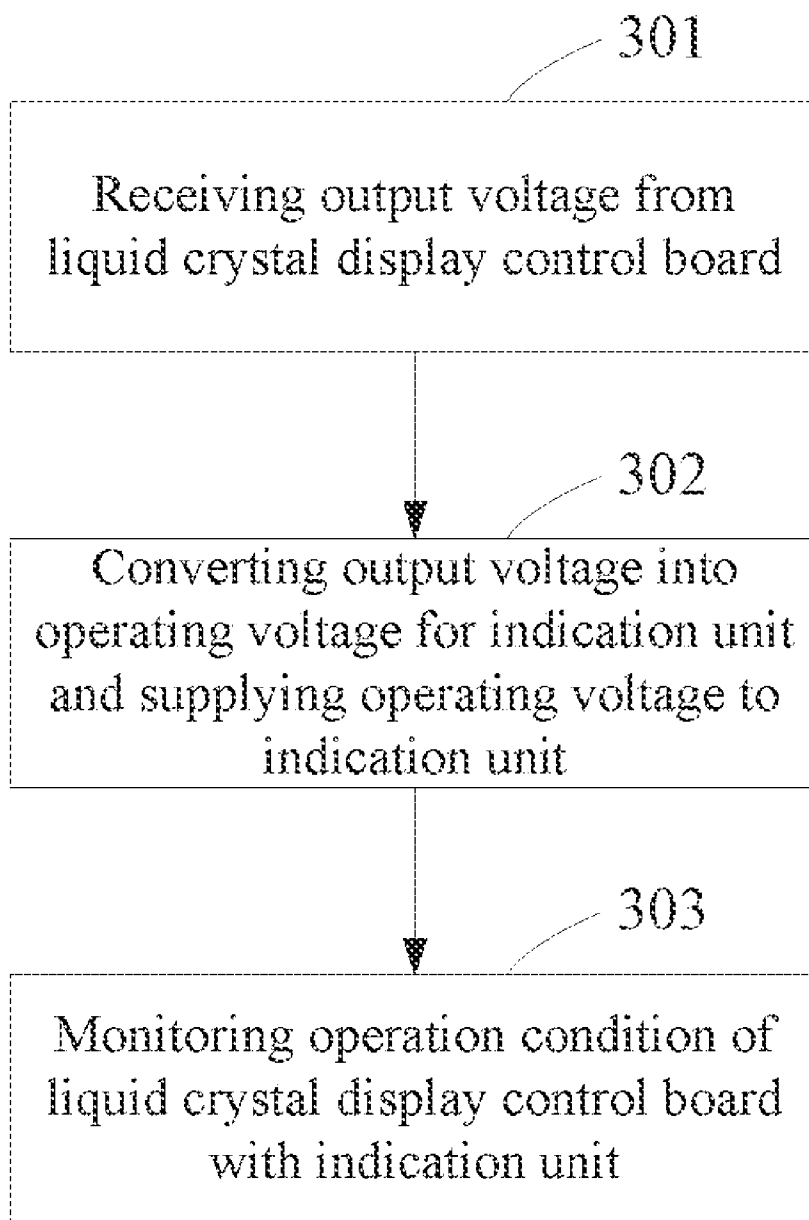 301
Receiving output voltage from
liquid crystal display control board
302
Converting output voltage into
operating voltage for indication unit
and supplying operating voltage to
indication unit
303
Monitoring operation condition of
liquid crystal display control board
with indication unit